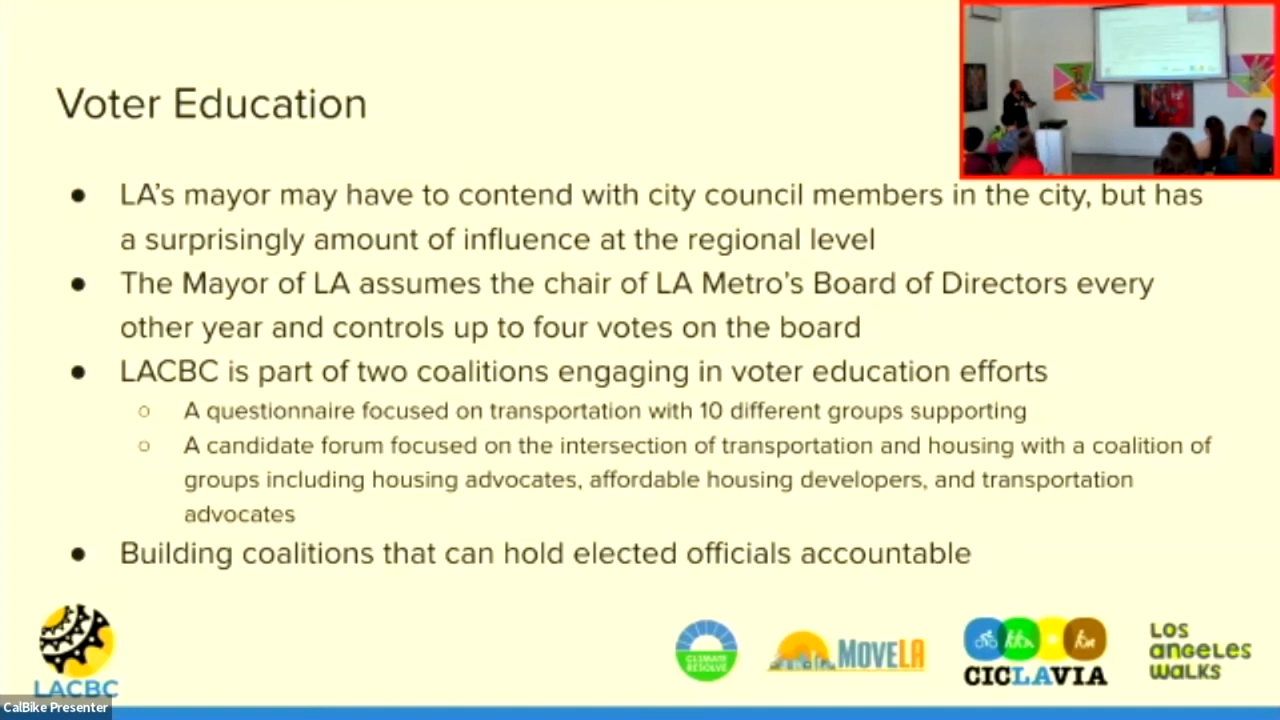 Voter Education
● LA's mayor may have to contend with city council members in the city, but has
a surprisingly amount of influence at the regional level
● The Mayor of LA assumes the chair of LA Metro's Board of Directors every
other year and controls up to four votes on the board
● LACBC is part of two coalitions engaging in voter education efforts
○ A questionnaire focused on transportation with 10 different groups supporting
○ A candidate forum focused on the intersection of transportation and housing with a coalition of
groups including housing advocates, affordable housing developers, and transportation
advocates
● Building coalitions that can hold elected officials accountable
LACBC
CLIMATE
RESOLVE
MOVELA
CICLAVIA
LOS
aNGeLes
waLKS
CalBike Presenter